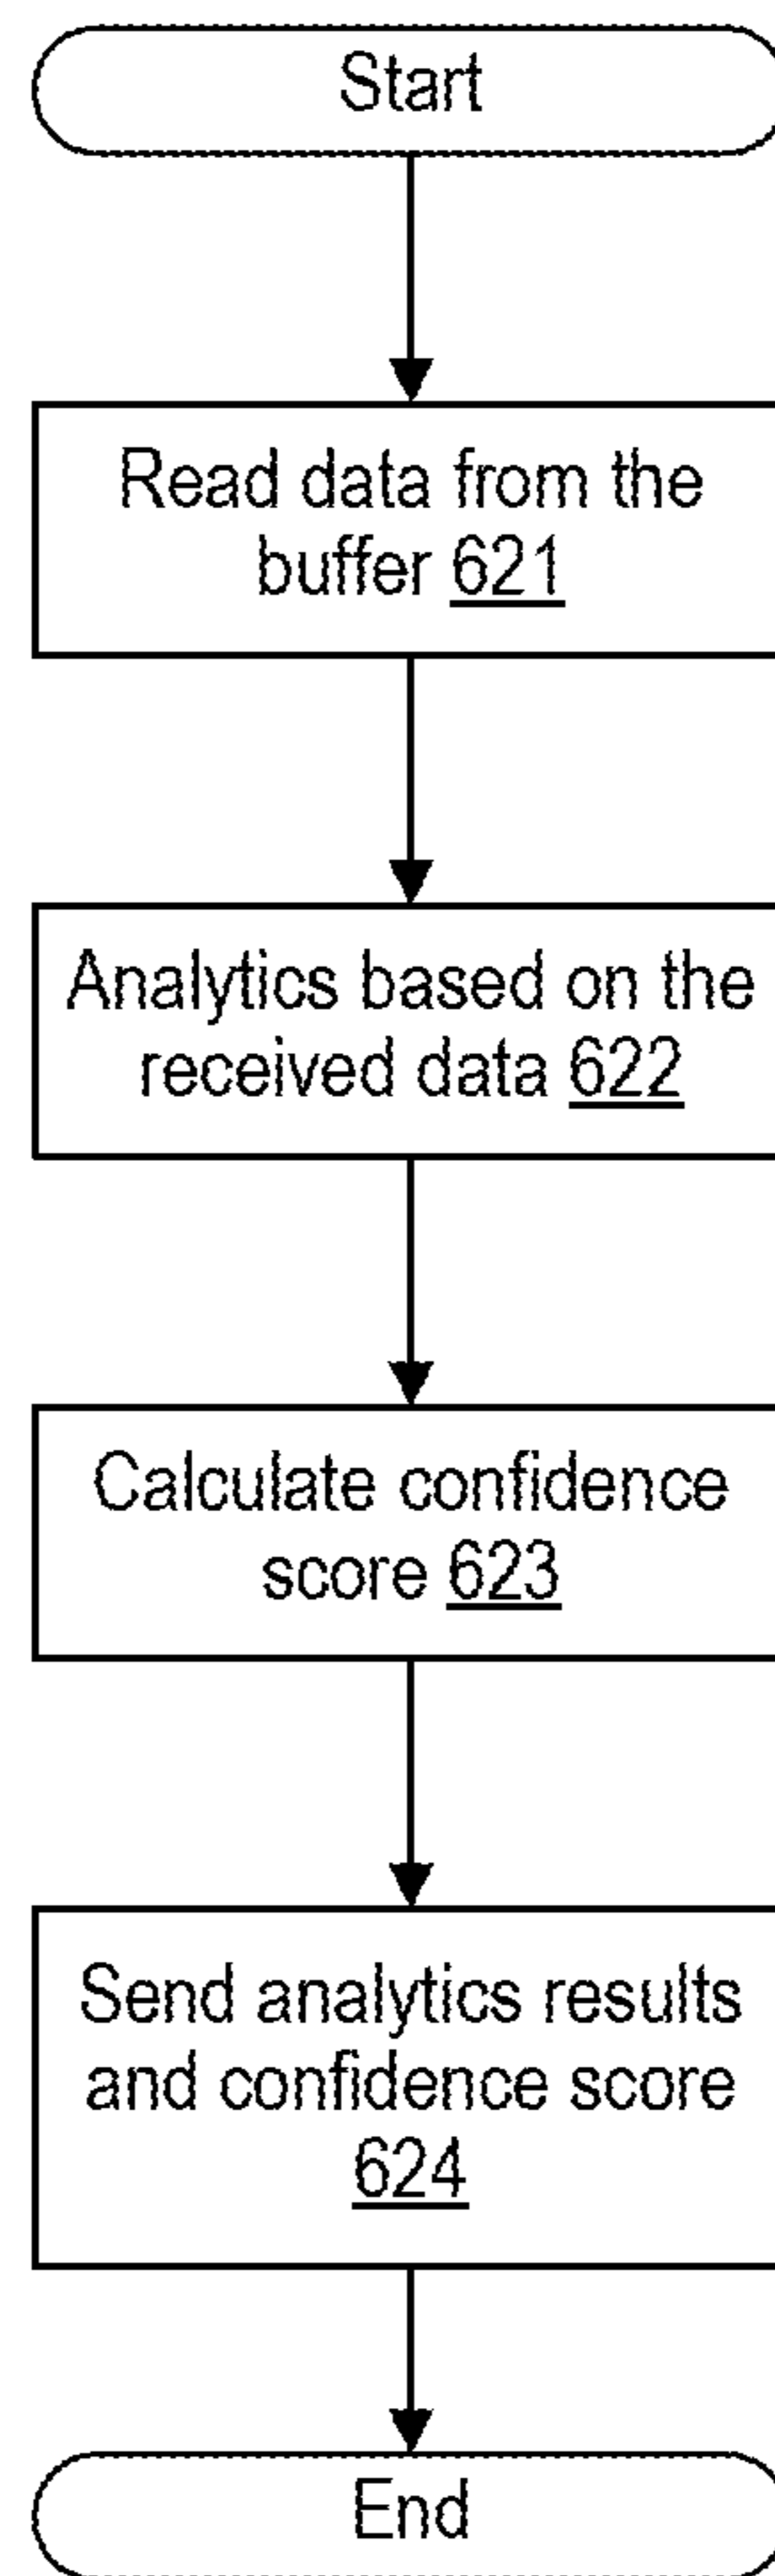 Start
Read data from the
buffer 621
Analytics based on the
received data 622
Calculate confidence
score 623
Send analytics results
and confidence score
624
End